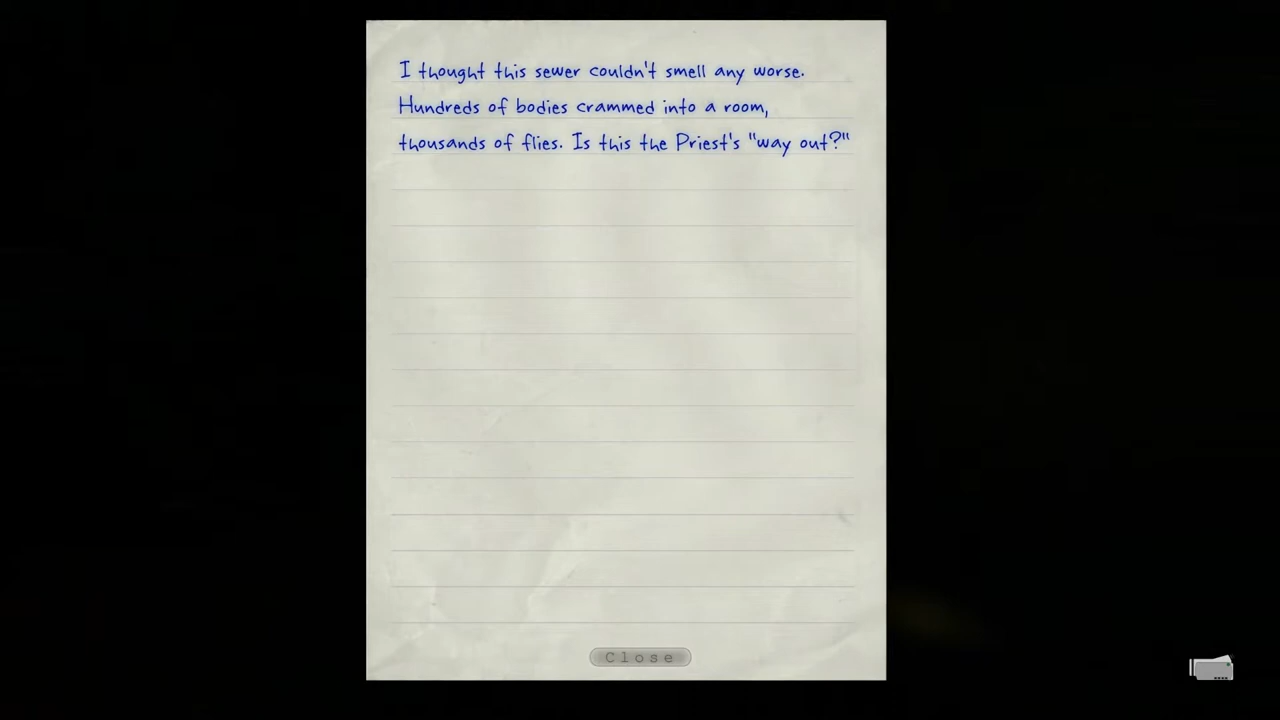 I thought this sewer couldn't smell any worse.
Hundreds of bodies crammed into a room,
thousands of flies. Is this the Priest's "way out?"
Close